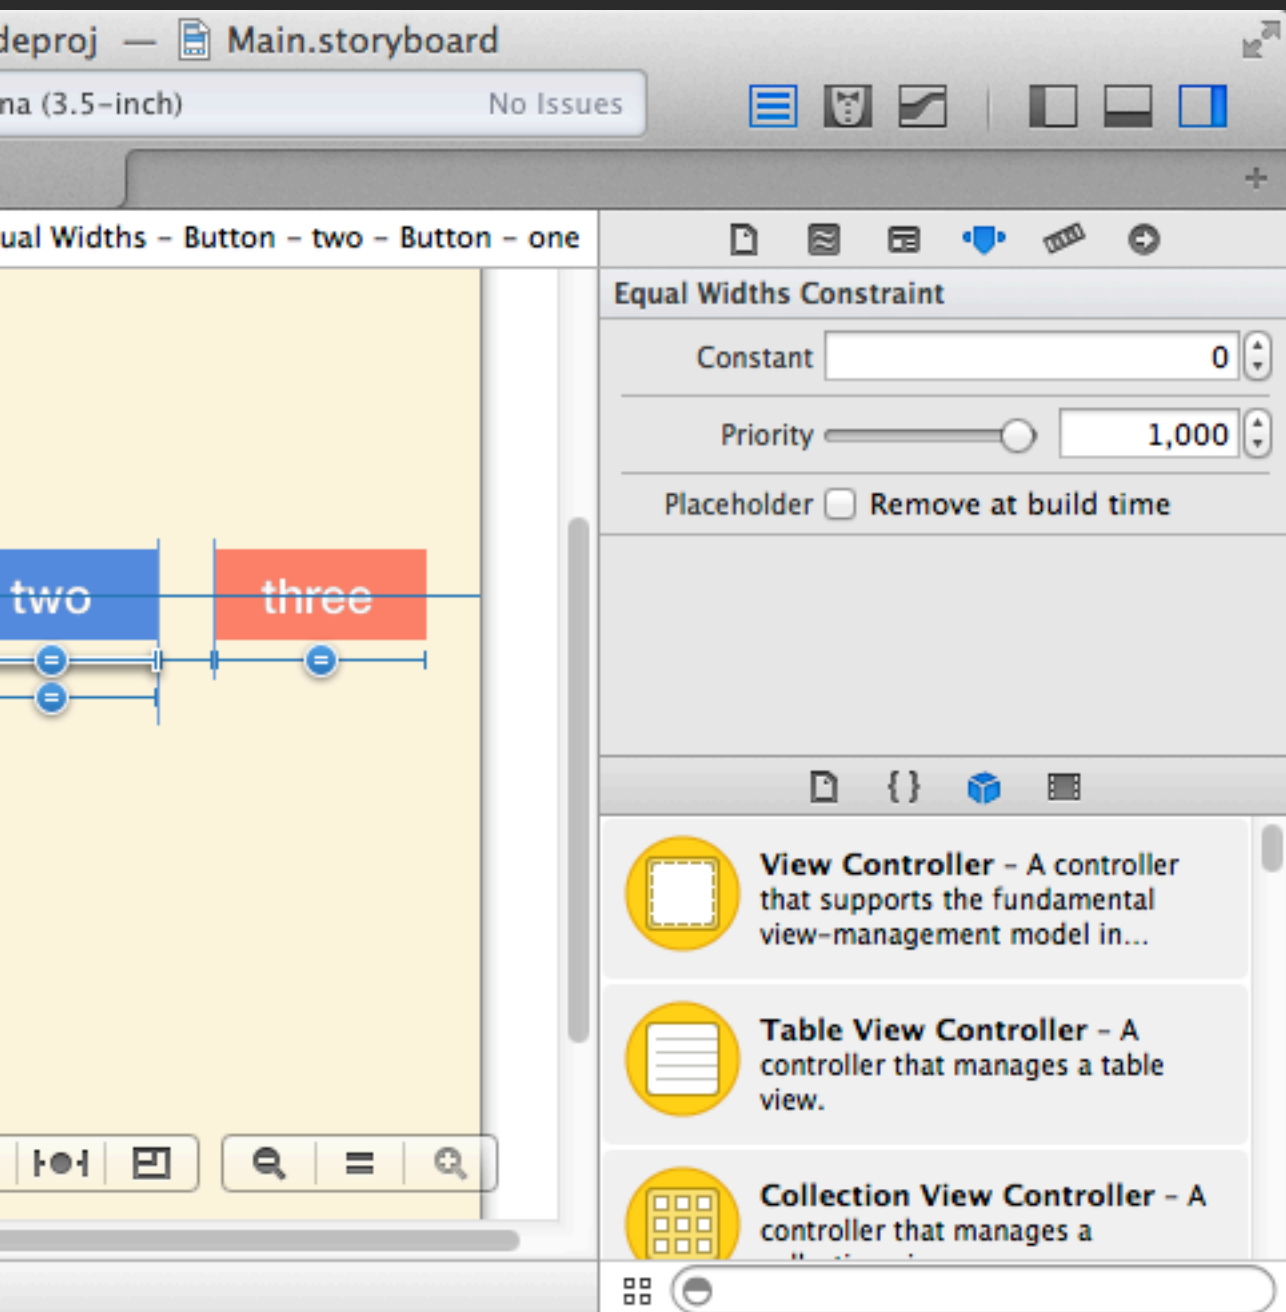 deproj — Main.storyboard
na (3.5-inch) No Issues
ual Widths – Button – two – Button – one
Equal Widths Constraint
Constant 0
Priority 1,000
Placeholder Remove at build time
two three
View Controller – A controller
that supports the fundamental
view-management model in...
Table View Controller – A
controller that manages a table
view.
Collection View Controller – A
controller that manages a